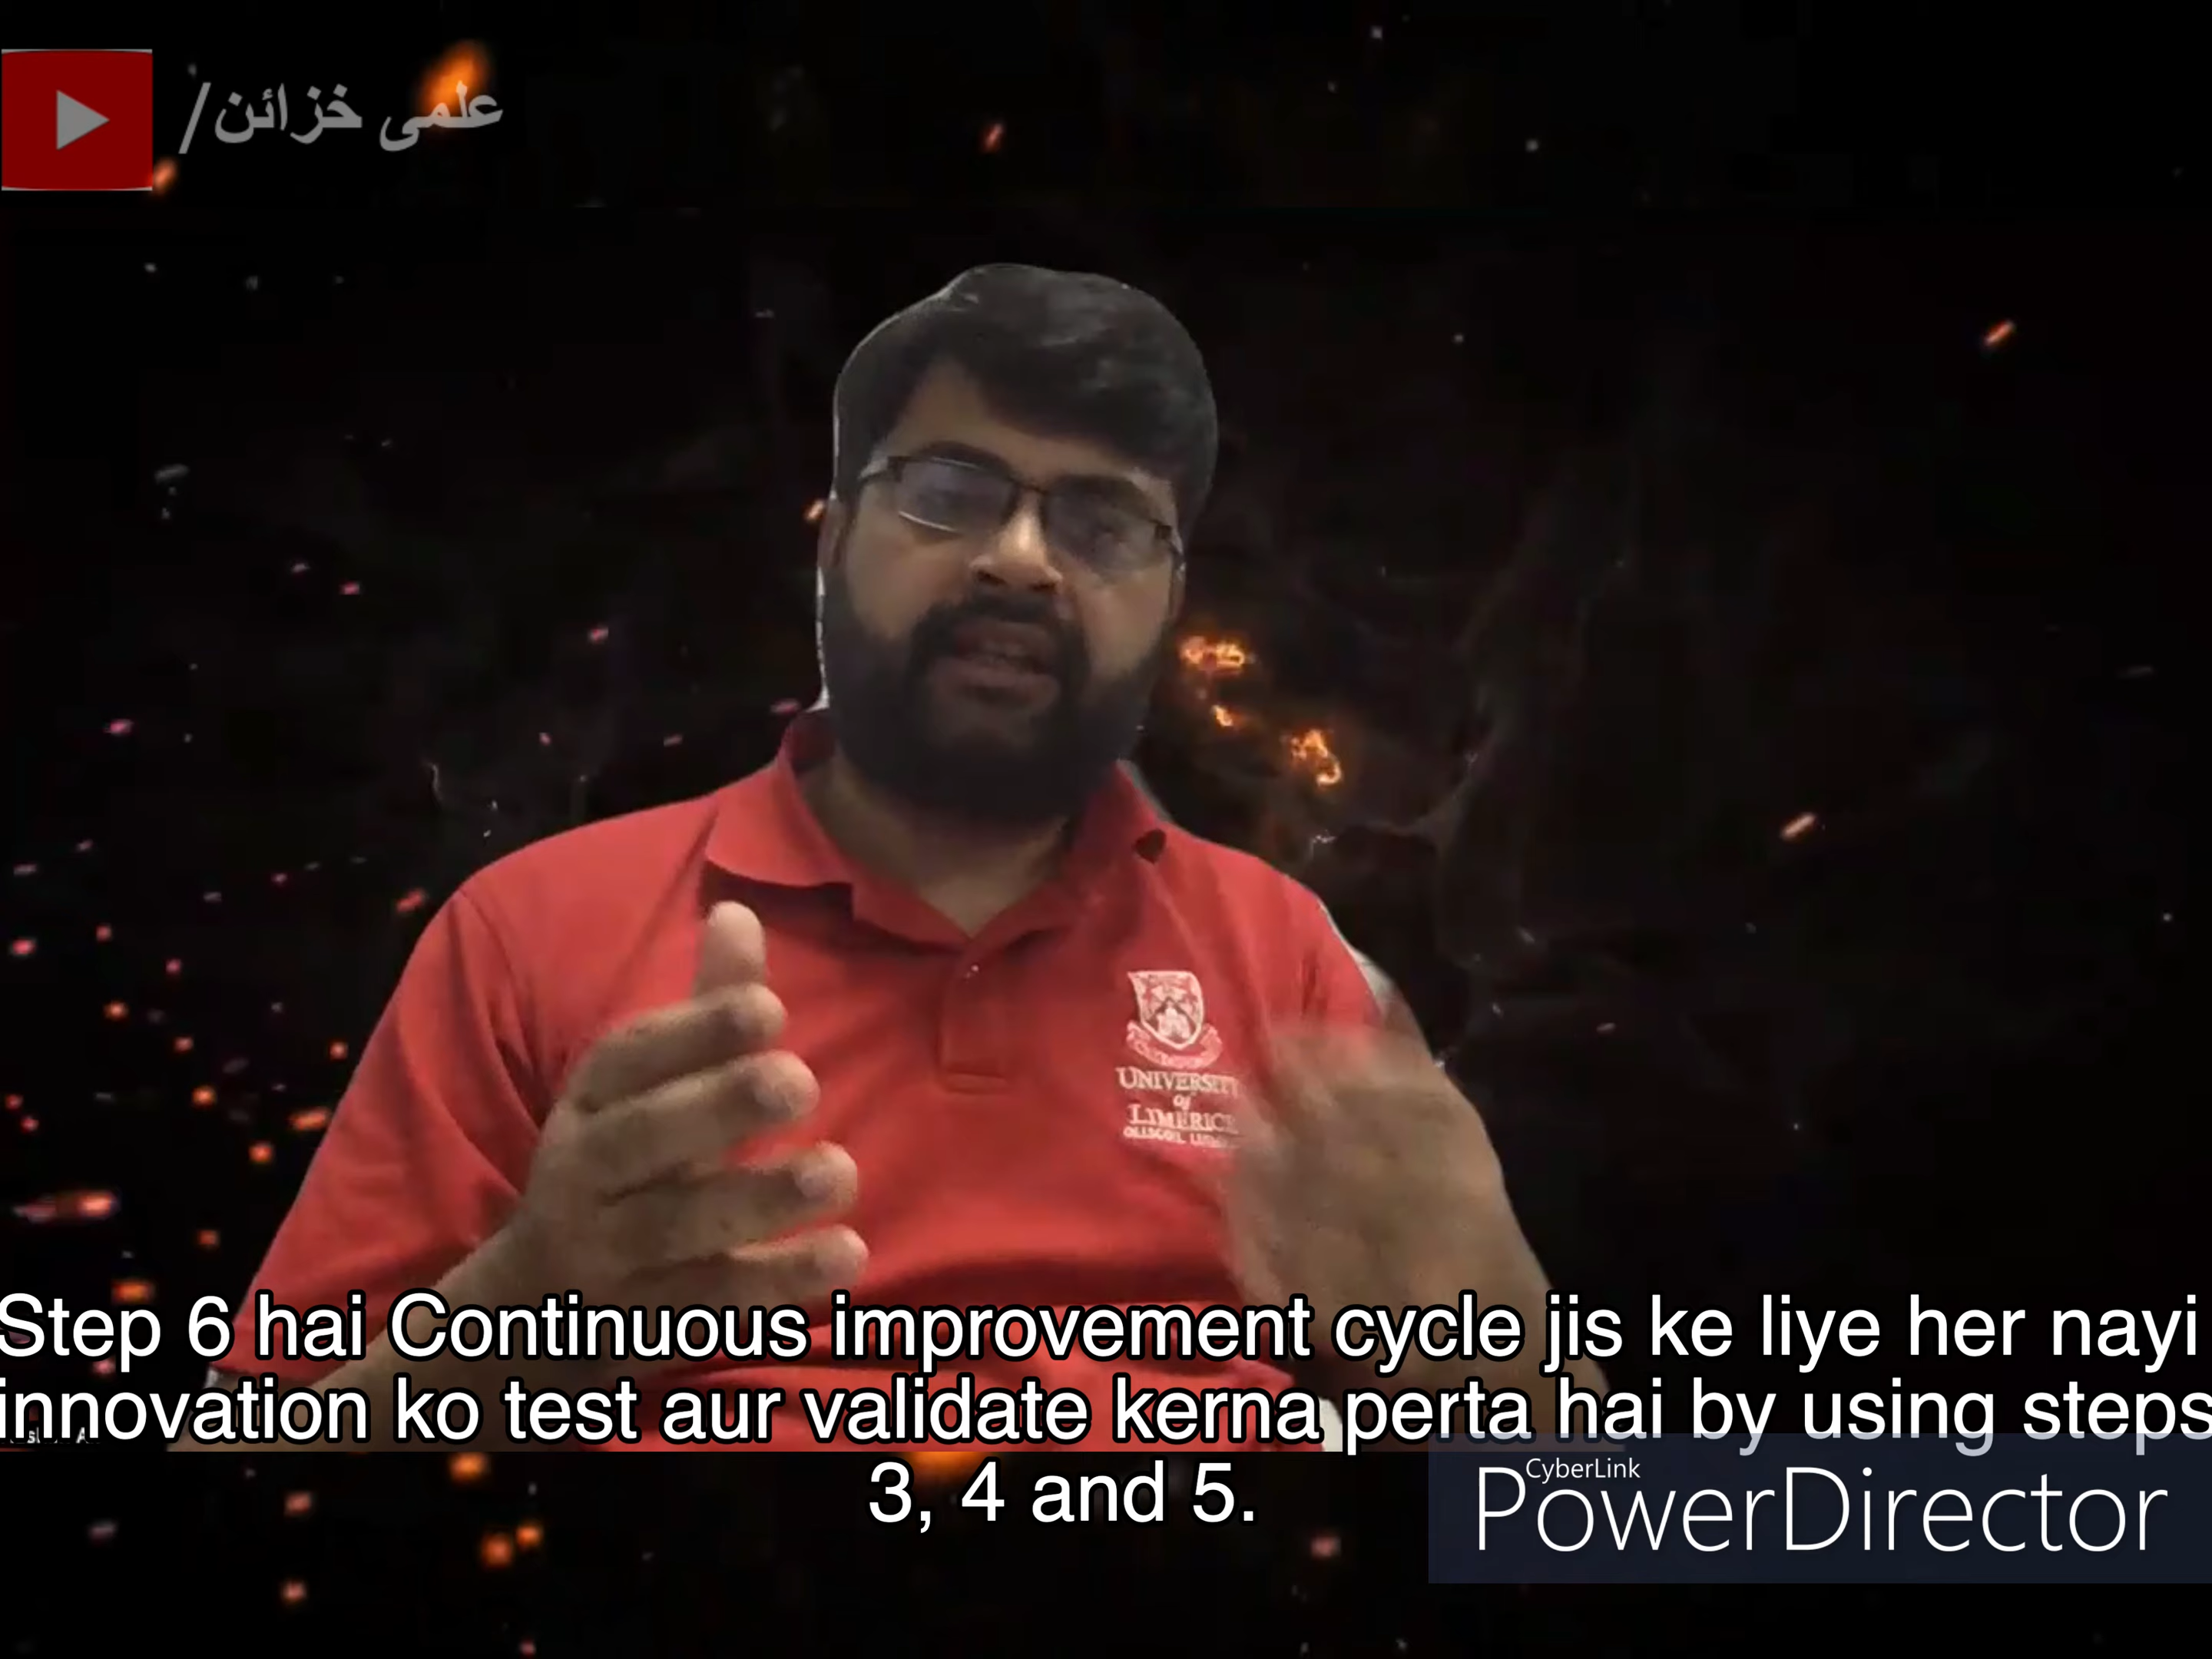 علمی خزائن/
UNIVERSITY
of
LIMERICK
Step 6 hai Continuous improvement cycle jis ke liye her nayi
innovation ko test aur validate kerna perta hai by using steps
3, 4 and 5.
CyberLink
PowerDirector